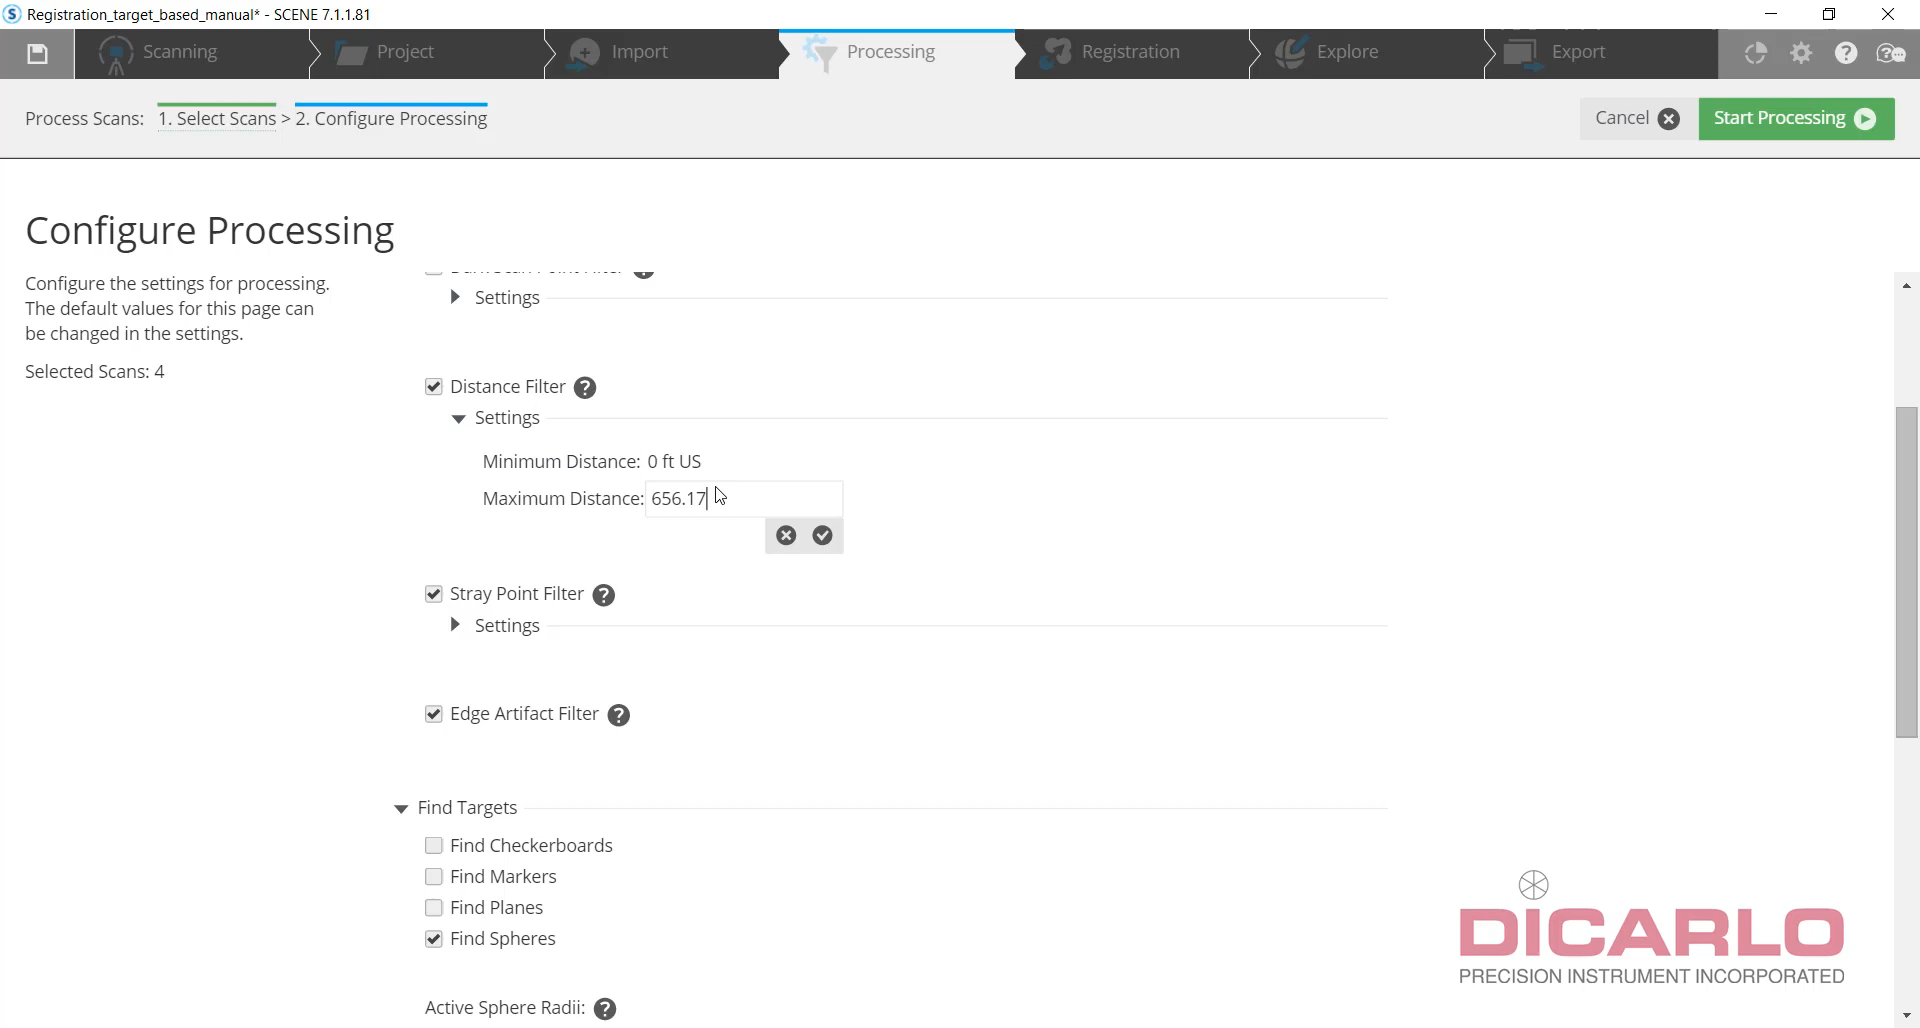 Registration_target_based_manual* - SCENE 7.1.1.81
Scanning
Project
Import
Processing
Registration
Explore
Export
Process Scans: 1. Select Scans > 2. Configure Processing
Cancel
Start Processing
Configure Processing
Configure the settings for processing.
The default values for this page can
be changed in the settings.
Selected Scans: 4
Settings
Distance Filter ?
Settings
Minimum Distance: 0 ft US
Maximum Distance: 656.17
Stray Point Filter ?
Settings
Edge Artifact Filter ?
Find Targets
Find Checkerboards
Find Markers
Find Planes
Find Spheres
Active Sphere Radii: ?
DICARLO
PRECISION INSTRUMENT INCORPORATED